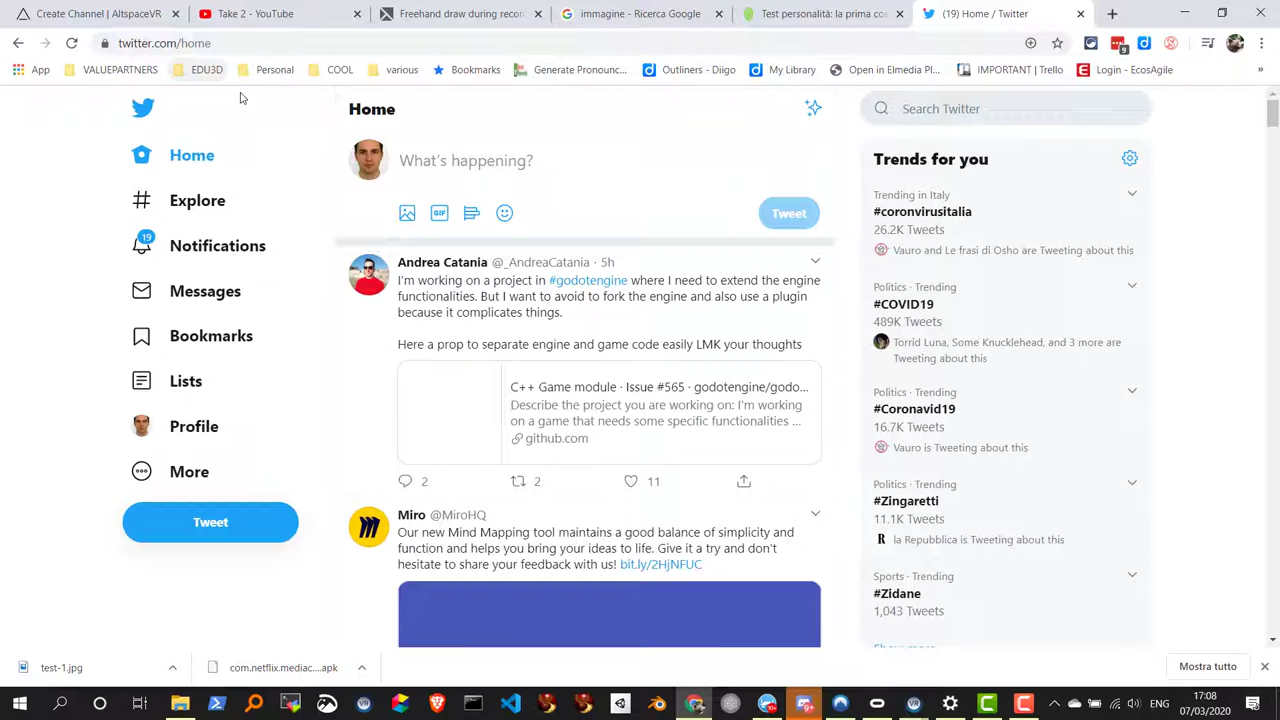 Create Channel | AltspaceVR
Take 2 - YouTube
Freehand draw during recor
immagine - Ricerca Google
Test personalità: la prima cos
(19) Home / Twitter
twitter.com/home
9
App
VALUEPARTNERS
EDU3D
Personal
COOL
various
Bookmarks
Generate Pronounc...
Outliners - Diigo
My Library
Open in Elmedia Pl...
IMPORTANT | Trello
Login - EcosAgile
»
Home
Explore
19
Notifications
Messages
Bookmarks
Lists
Profile
More
Tweet
Home
What's happening?
GIF
Tweet
Andrea Catania @_AndreaCatania · 5h
I'm working on a project in #godotengine where I need to extend the engine
functionalities. But I want to avoid to fork the engine and also use a plugin
because it complicates things.
Here a prop to separate engine and game code easily LMK your thoughts
C++ Game module · Issue #565 · godotengine/godo...
Describe the project you are working on: I'm working
on a game that needs some specific functionalities ...
github.com
2
2
11
Miro @MiroHQ
Our new Mind Mapping tool maintains a good balance of simplicity and
function and helps you bring your ideas to life. Give it a try and don't
hesitate to share your feedback with us! bit.ly/2HjNFUC
Search Twitter
Trends for you
Trending in Italy
#coronvirusitalia
26.2K Tweets
Vauro and Le frasi di Osho are Tweeting about this
Politics · Trending
#COVID19
489K Tweets
Torrid Luna, Some Knucklehead, and 3 more are
Tweeting about this
Politics · Trending
#Coronavid19
16.7K Tweets
Vauro is Tweeting about this
Politics · Trending
#Zingaretti
11.1K Tweets
la Repubblica is Tweeting about this
Sports · Trending
#Zidane
1,043 Tweets
Show more
test-1.jpg
com.netflix.mediac....apk
Mostra tutto
ENG
17:08
07/03/2020